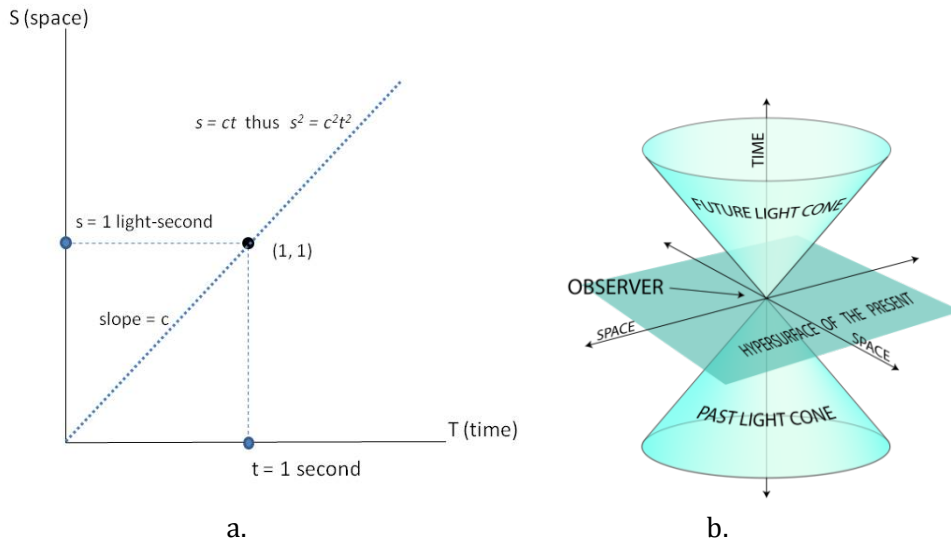 S (space)
s = ct thus s² = c²t²
s = 1 light-second
(1, 1)
slope = c
T (time)
t = 1 second
a.
TIME
FUTURE LIGHT CONE
OBSERVER
SPACE
HYPERSURFACE OF THE PRESENT
SPACE
PAST LIGHT CONE
b.